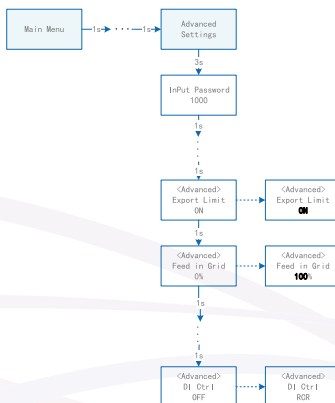 Main Menu
1s
1s
Advanced
Settings
3s
InPut Password
1000
1s
1s
<Advanced>
Export Limit
ON
<Advanced>
Export Limit
ON
1s
<Advanced>
Feed in Grid
0%
<Advanced>
Feed in Grid
100%
1s
1s
<Advanced>
DI Ctrl
OFF
<Advanced>
DI Ctrl
RCR